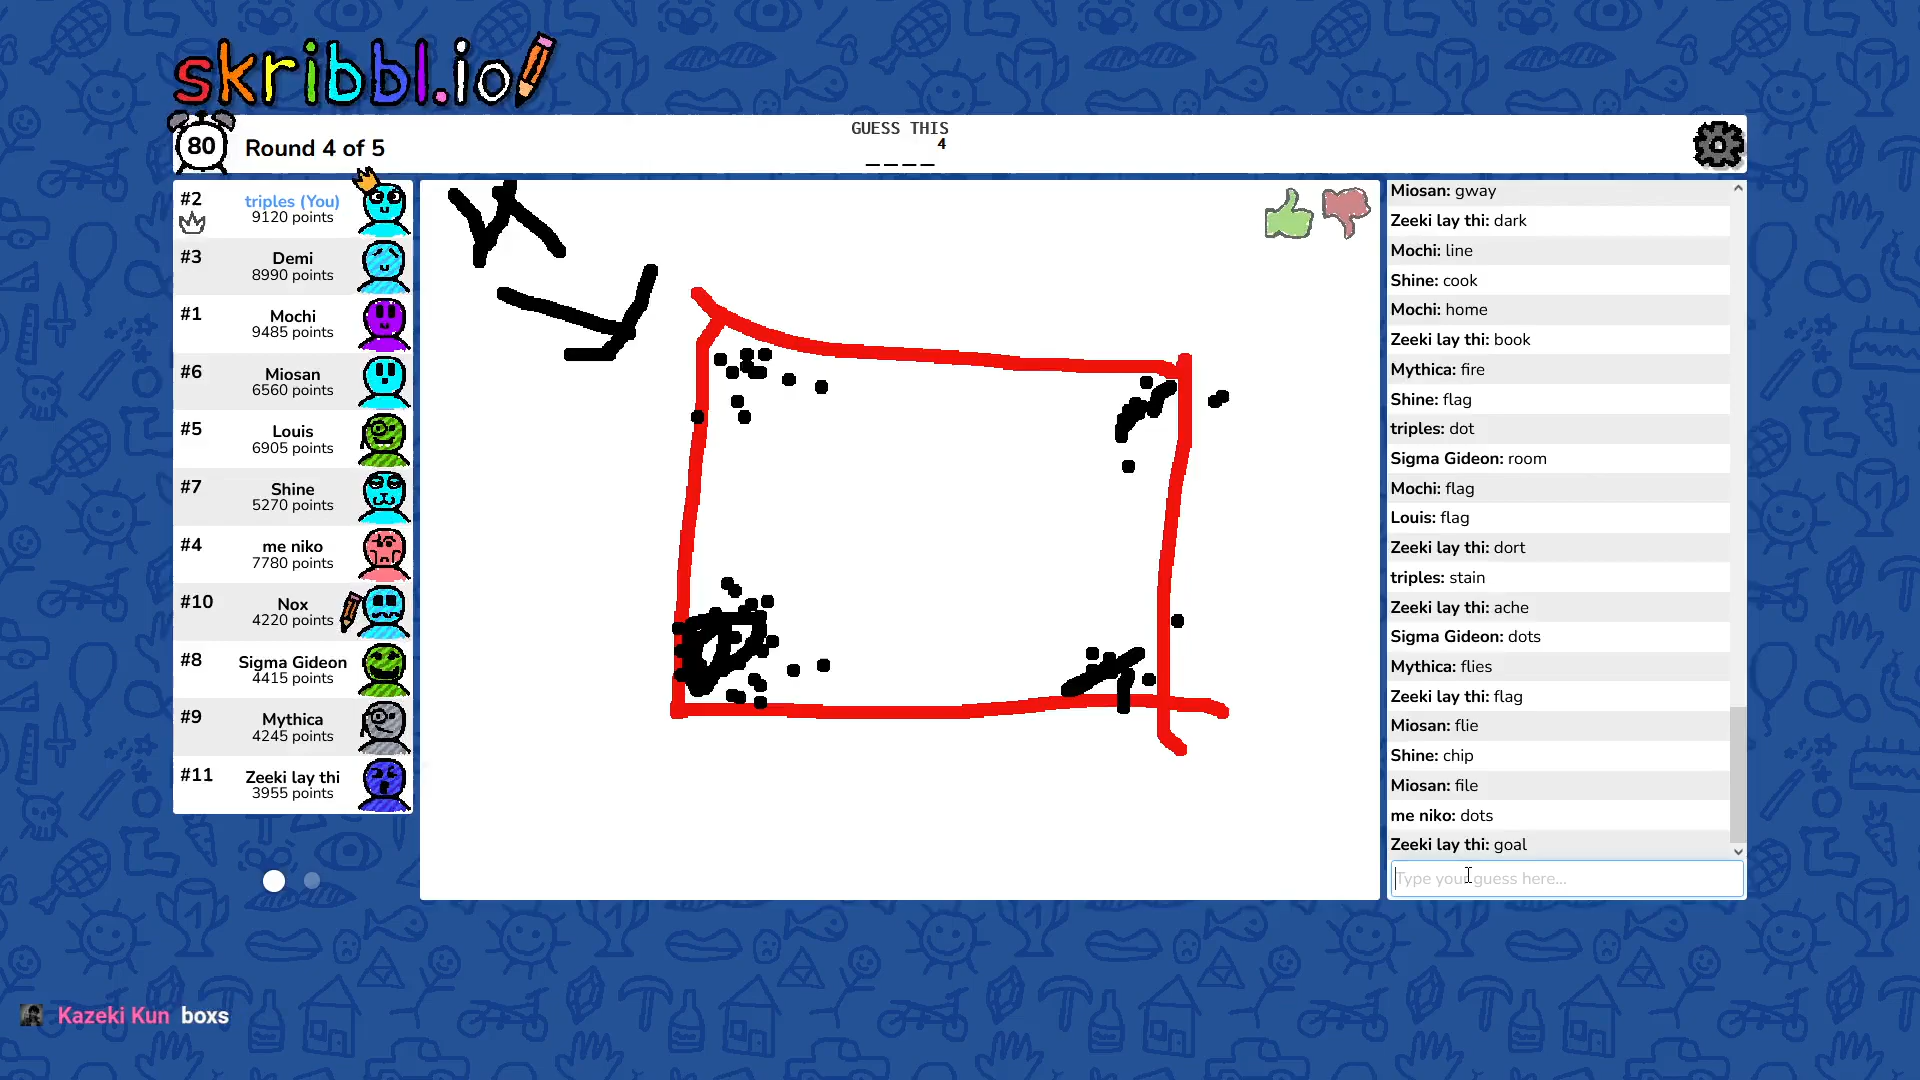 skribbl.io
80
Round 4 of 5
GUESS THIS
4
_ _ _ _
#2
triples (You)
9120 points
#3
Demi
8990 points
#1
Mochi
9485 points
#6
Miosan
6560 points
#5
Louis
6905 points
#7
Shine
5270 points
#4
me niko
7780 points
#10
Nox
4220 points
#8
Sigma Gideon
4415 points
#9
Mythica
4245 points
#11
Zeeki lay thi
3955 points
Miosan: gway
Zeeki lay thi: dark
Mochi: line
Shine: cook
Mochi: home
Zeeki lay thi: book
Mythica: fire
Shine: flag
triples: dot
Sigma Gideon: room
Mochi: flag
Louis: flag
Zeeki lay thi: dort
triples: stain
Zeeki lay thi: ache
Sigma Gideon: dots
Mythica: flies
Zeeki lay thi: flag
Miosan: flie
Shine: chip
Miosan: file
me niko: dots
Zeeki lay thi: goal
Type your guess here...
Kazeki Kun boxs